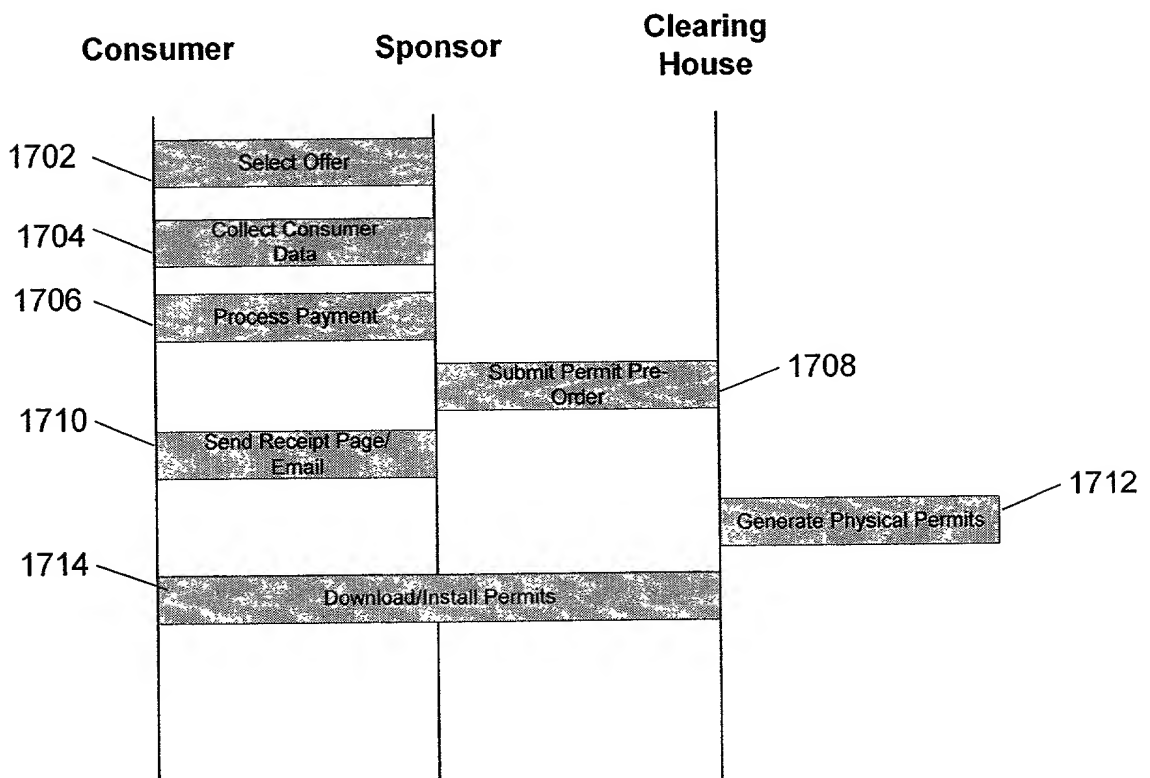 Consumer
Sponsor
Clearing
House
1702
Select Offer
1704
Collect Consumer
Data
1706
Process Payment
Submit Permit Pre-
Order
1708
1710
Send Receipt Page/
Email
Generate Physical Permits
1712
1714
Download/Install Permits